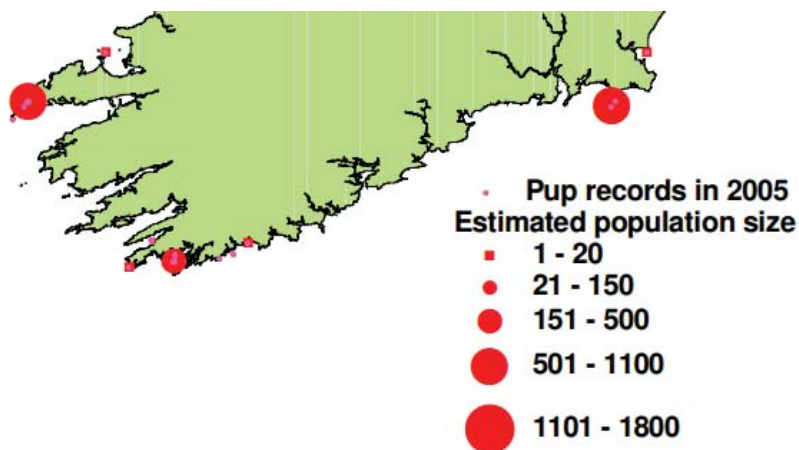 Pup records in 2005
Estimated population size
1 - 20
21 - 150
151 - 500
501 - 1100
1101 - 1800